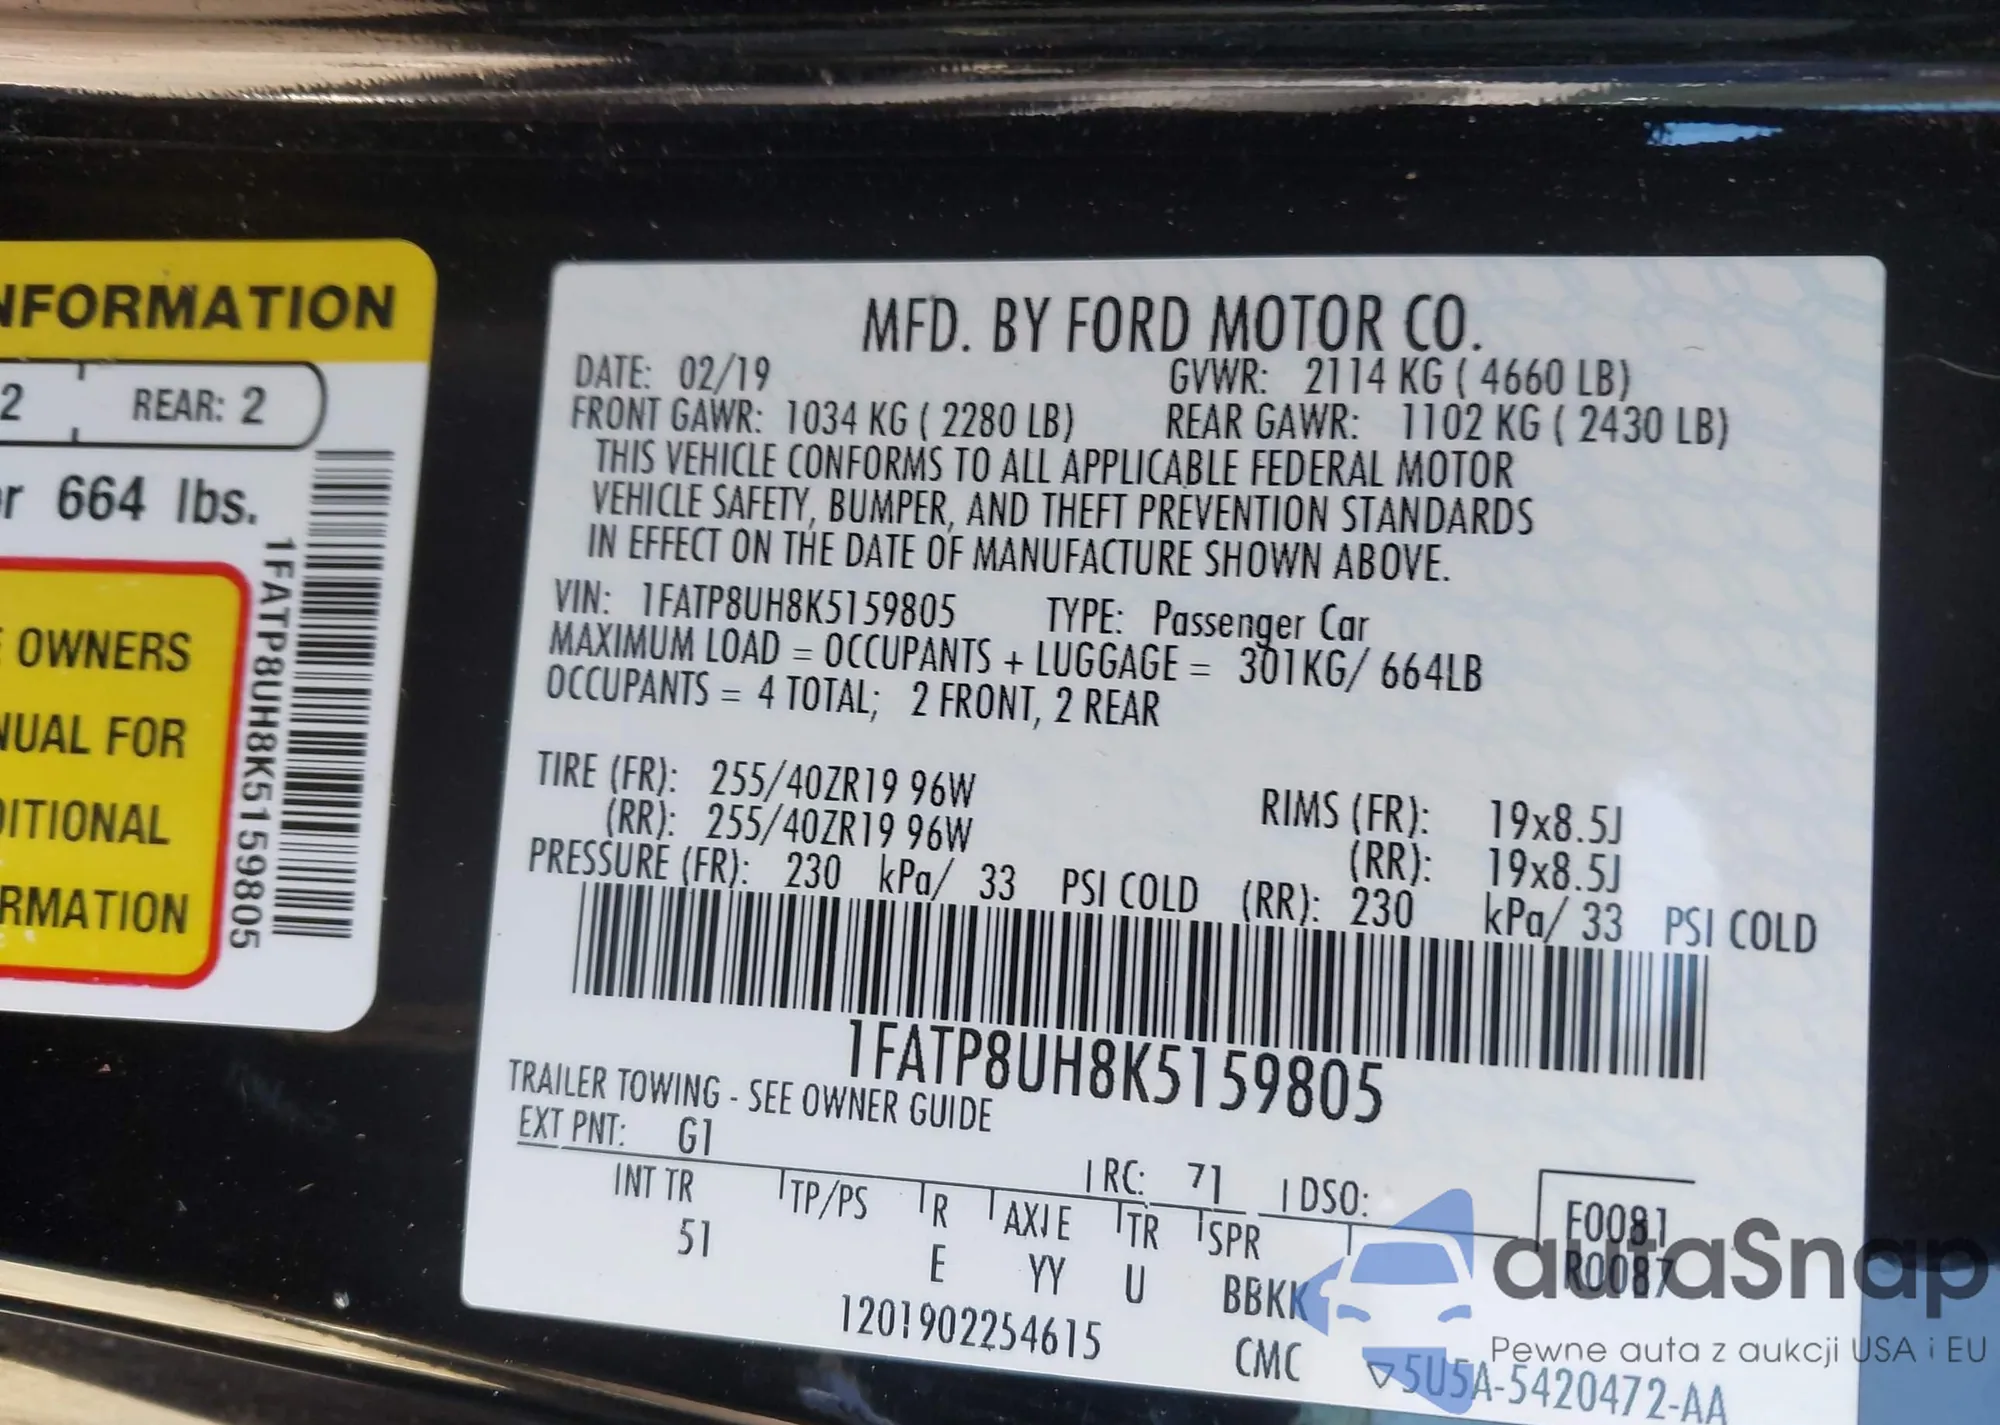 NFORMATION
2 REAR: 2
r 664 lbs.
OWNERS
NUAL FOR
DITIONAL
RMATION
1FATP8UH8K5159805
MFD. BY FORD MOTOR CO.
DATE: 02/19 GVWR: 2114 KG ( 4660 LB)
FRONT GAWR: 1034 KG ( 2280 LB) REAR GAWR: 1102 KG ( 2430 LB)
THIS VEHICLE CONFORMS TO ALL APPLICABLE FEDERAL MOTOR
VEHICLE SAFETY, BUMPER, AND THEFT PREVENTION STANDARDS
IN EFFECT ON THE DATE OF MANUFACTURE SHOWN ABOVE.
VIN: 1FATP8UH8K5159805 TYPE: Passenger Car
MAXIMUM LOAD = OCCUPANTS + LUGGAGE = 301KG/ 664LB
OCCUPANTS = 4 TOTAL; 2 FRONT, 2 REAR
TIRE (FR): 255/40ZR19 96W RIMS (FR): 19x8.5J
(RR): 255/40ZR19 96W (RR): 19x8.5J
PRESSURE (FR): 230 kPa/ 33 PSI COLD (RR): 230 kPa/ 33 PSI COLD
1FATP8UH8K5159805
TRAILER TOWING - SEE OWNER GUIDE
EXT PNT: G1 RC: 71 DSO: F0081
INT TR TP/PS R AXLE TR SPR R0087
51 E YY U BBKK
1201902254615 CMC
5U5A-5420472-AA
autaSnap
Pewne auta z aukcji USA i EU